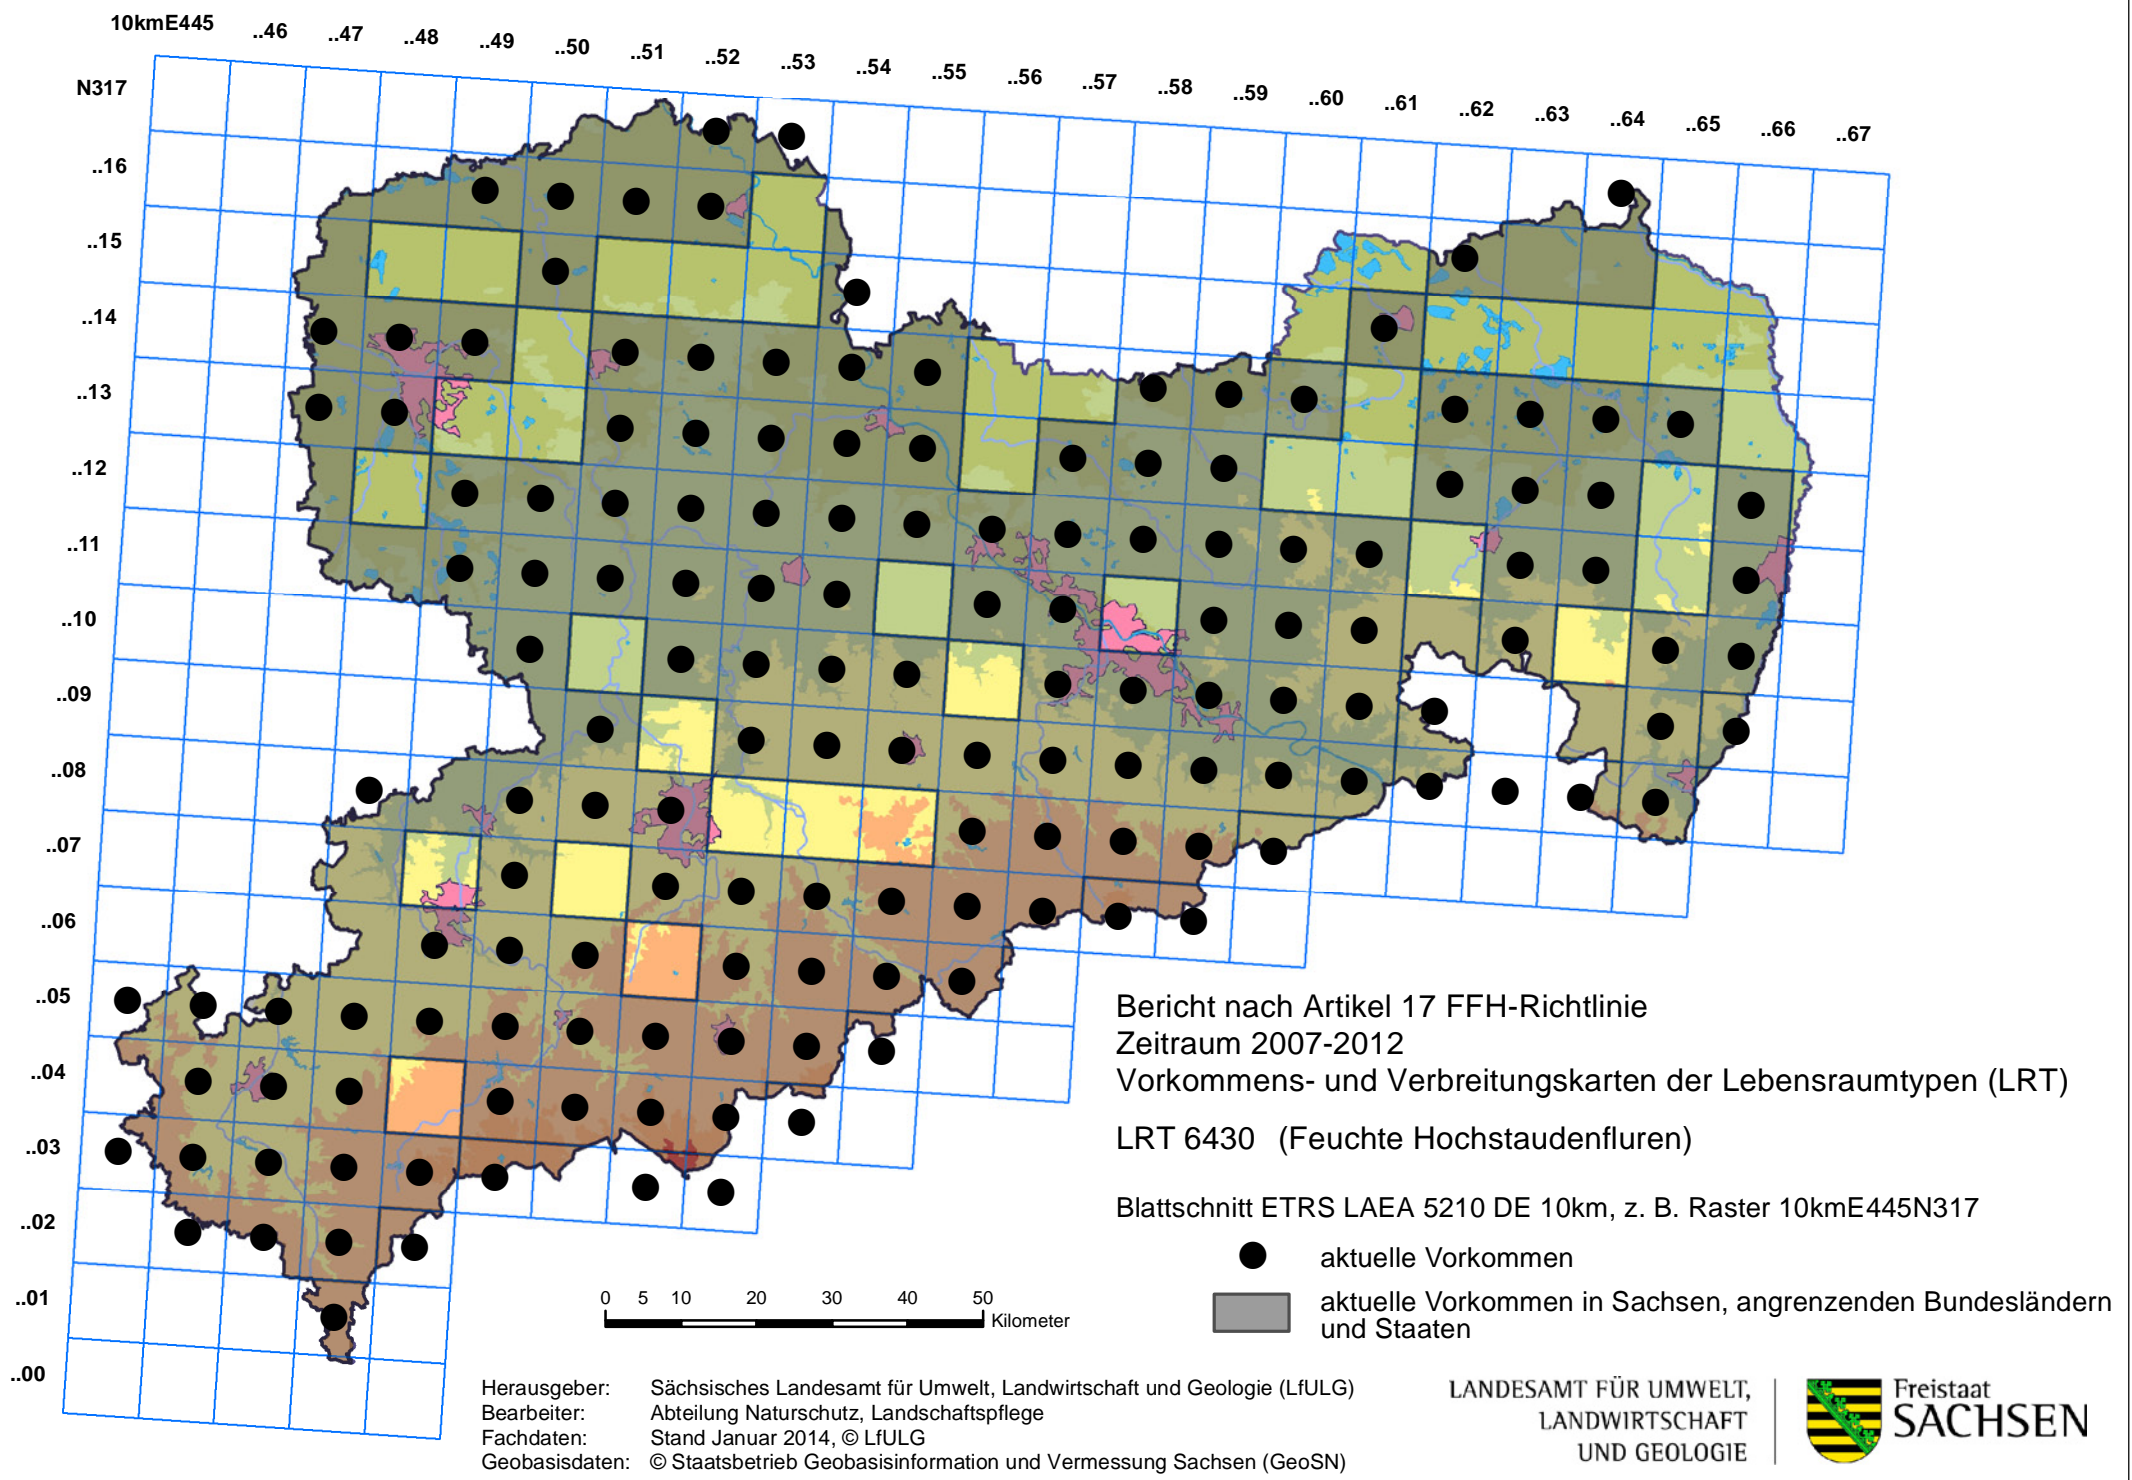 10kmE445 ..46 ..47 ..48 ..49 ..50 ..51 ..52 ..53 ..54 ..55 ..56 ..57 ..58 ..59 ..60 ..61 ..62 ..63 ..64 ..65 ..66 ..67
N317
..16
..15
..14
..13
..12
..11
..10
..09
..08
..07
..06
..05
..04
..03
..02
..01
..00
Bericht nach Artikel 17 FFH-Richtlinie
Zeitraum 2007-2012
Vorkommens- und Verbreitungskarten der Lebensraumtypen (LRT)
LRT 6430 (Feuchte Hochstaudenfluren)
Blattschnitt ETRS LAEA 5210 DE 10km, z. B. Raster 10kmE445N317
aktuelle Vorkommen
aktuelle Vorkommen in Sachsen, angrenzenden Bundesländern
und Staaten
0 5 10 20 30 40 50
Kilometer
Herausgeber: Sächsisches Landesamt für Umwelt, Landwirtschaft und Geologie (LfULG)
Bearbeiter: Abteilung Naturschutz, Landschaftspflege
Fachdaten: Stand Januar 2014, © LfULG
Geobasisdaten: © Staatsbetrieb Geobasisinformation und Vermessung Sachsen (GeoSN)
LANDESAMT FÜR UMWELT,
LANDWIRTSCHAFT
UND GEOLOGIE
Freistaat
SACHSEN